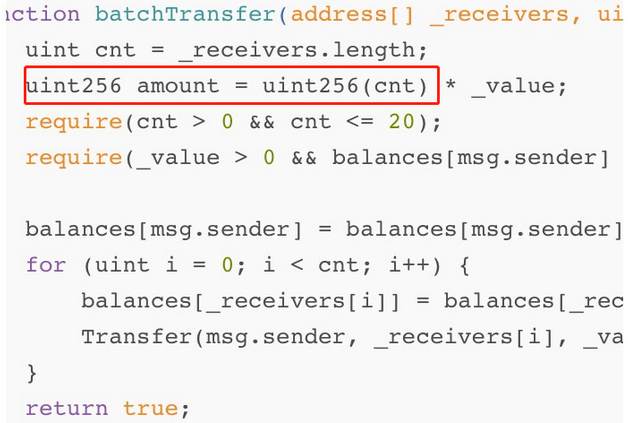 nction batchTransfer(address[] _receivers, ui
uint cnt = _receivers.length;
uint256 amount = uint256(cnt) * _value;
require(cnt > 0 && cnt <= 20);
require(_value > 0 && balances[msg.sender]
balances[msg.sender] = balances[msg.sender]
for (uint i = 0; i < cnt; i++) {
balances[_receivers[i]] = balances[_rec
Transfer(msg.sender, _receivers[i], _va
}
return true;